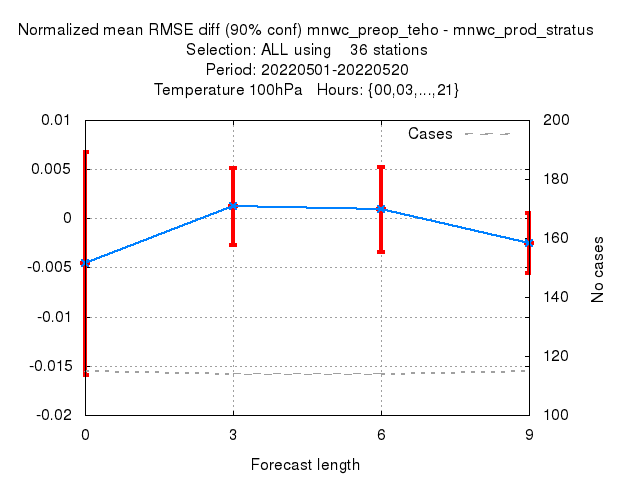 Normalized mean RMSE diff (90% conf) mnwc_preop_teho - mnwc_prod_stratus
Selection: ALL using 36 stations
Period: 20220501-20220520
Temperature 100hPa Hours: {00,03,...,21}
Cases
0.01
0.005
0
-0.005
-0.01
-0.015
-0.02
200
180
160
140
120
100
No cases
0 3 6 9
Forecast length